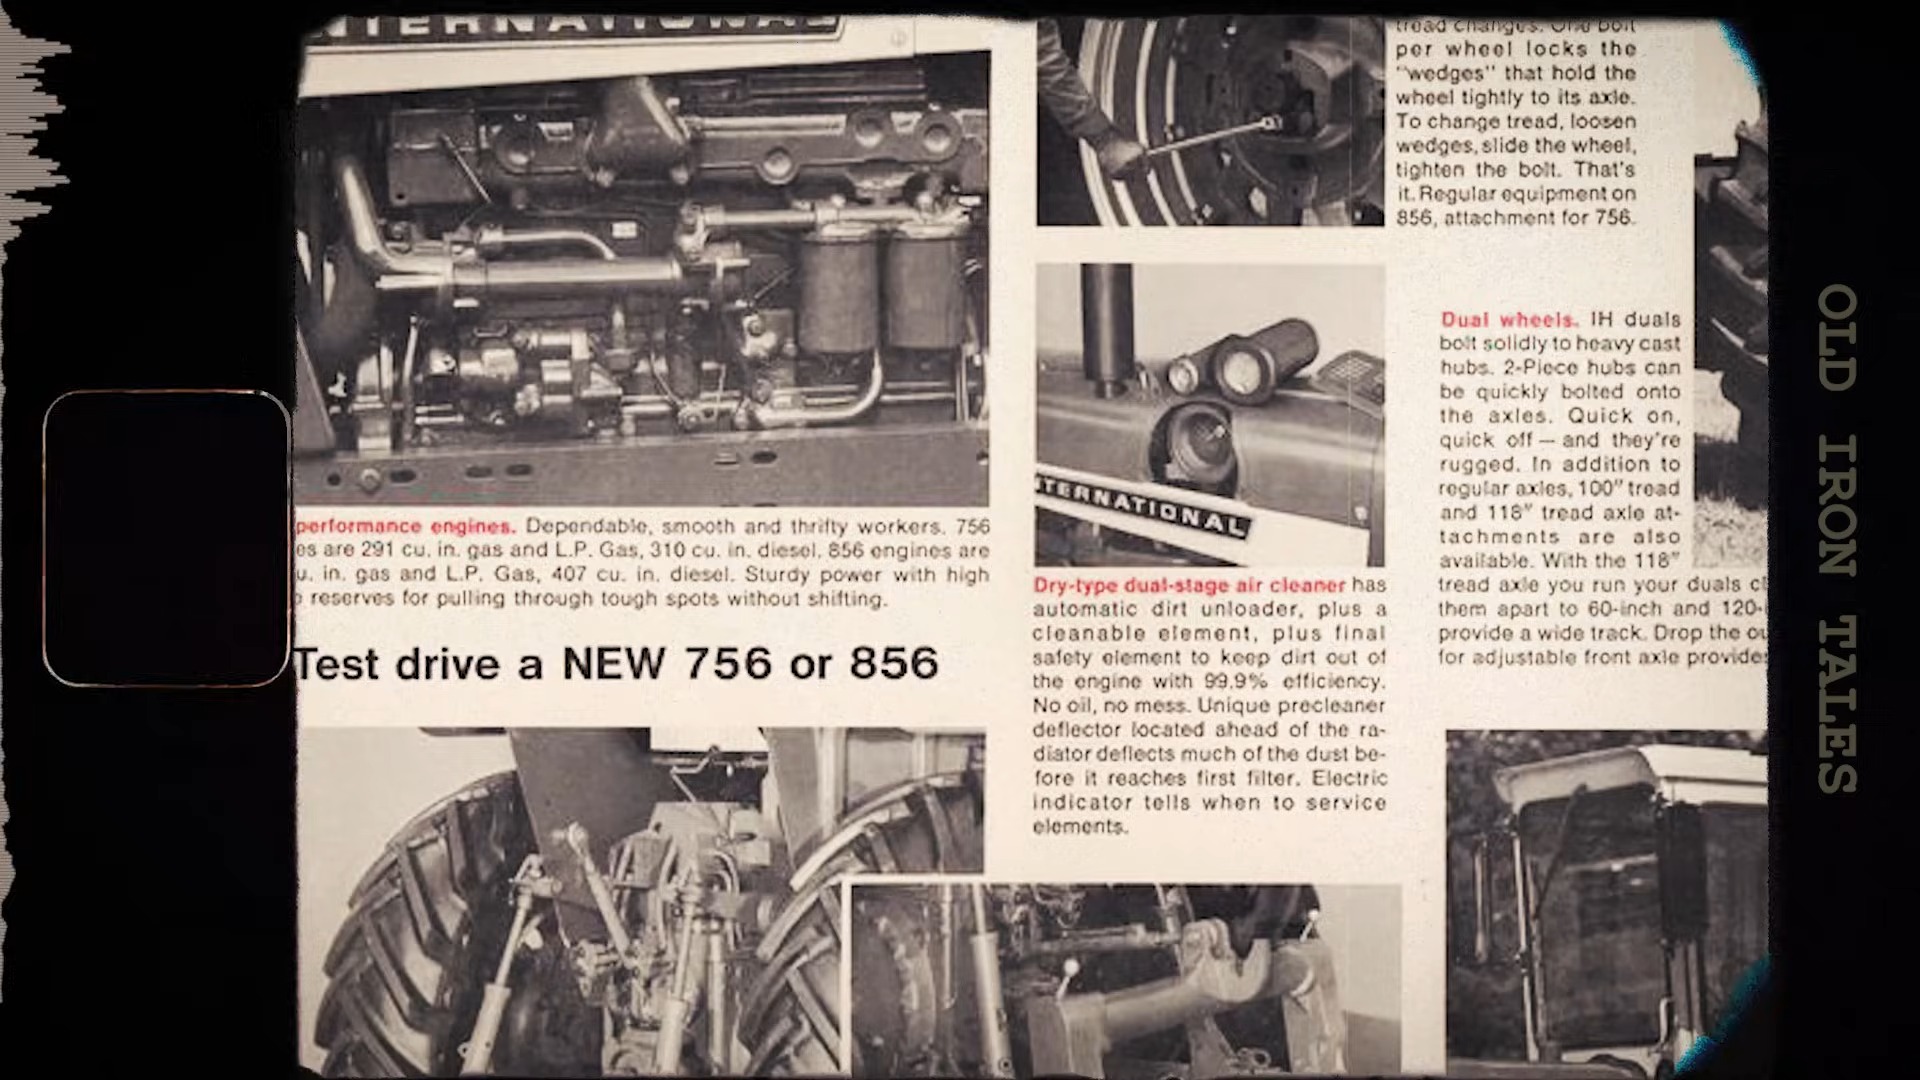 INTERNATIONAL
performance engines. Dependable, smooth and thrifty workers. 756
es are 291 cu. in. gas and L.P. Gas, 310 cu. in. diesel. 856 engines are
u. in. gas and L.P. Gas, 407 cu. in. diesel. Sturdy power with high
reserves for pulling through tough spots without shifting.
Test drive a NEW 756 or 856
tread changes. One bolt
per wheel locks the
"wedges" that hold the
wheel tightly to its axle.
To change tread, loosen
wedges, slide the wheel,
tighten the bolt. That's
it. Regular equipment on
856, attachment for 756.
TERNATIONAL
Dry-type dual-stage air cleaner has
automatic dirt unloader, plus a
cleanable element, plus final
safety element to keep dirt out of
the engine with 99.9% efficiency.
No oil, no mess. Unique precleaner
deflector located ahead of the ra-
diator deflects much of the dust be-
fore it reaches first filter. Electric
indicator tells when to service
elements.
Dual wheels. IH duals
bolt solidly to heavy cast
hubs. 2-Piece hubs can
be quickly bolted onto
the axles. Quick on,
quick off — and they're
rugged. In addition to
regular axles, 100" tread
and 118" tread axle at-
tachments are also
available. With the 118"
tread axle you run your duals cl
them apart to 60-inch and 120-
provide a wide track. Drop the ou
for adjustable front axle provide
OLD IRON TALES